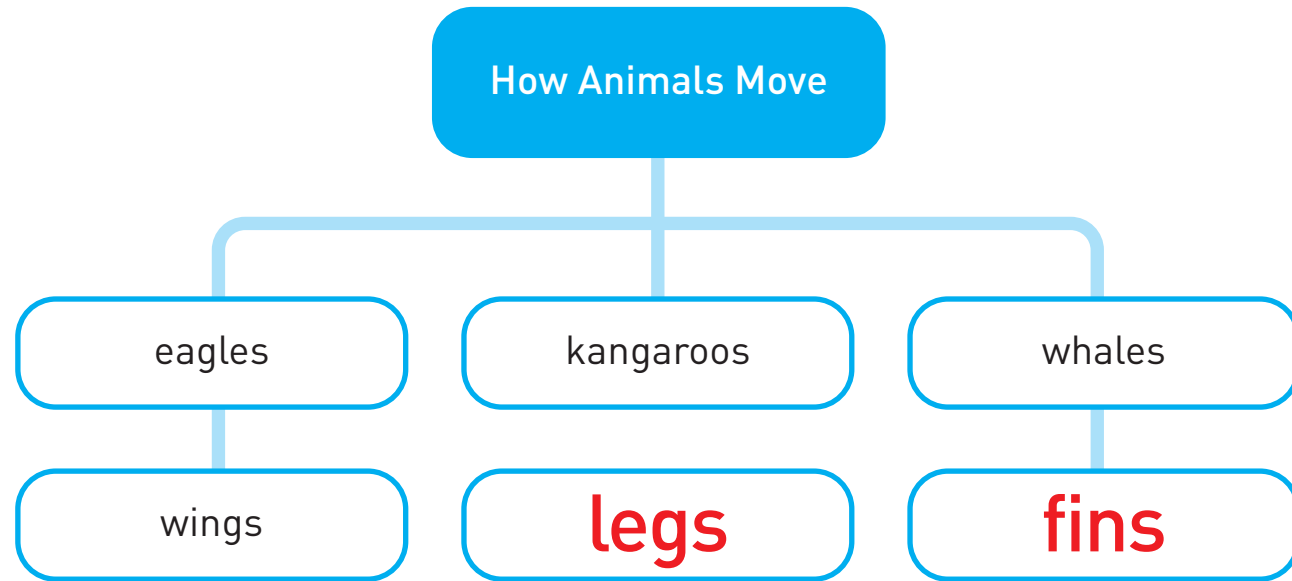 How Animals Move
eagles
kangaroos
whales
wings
legs
fins